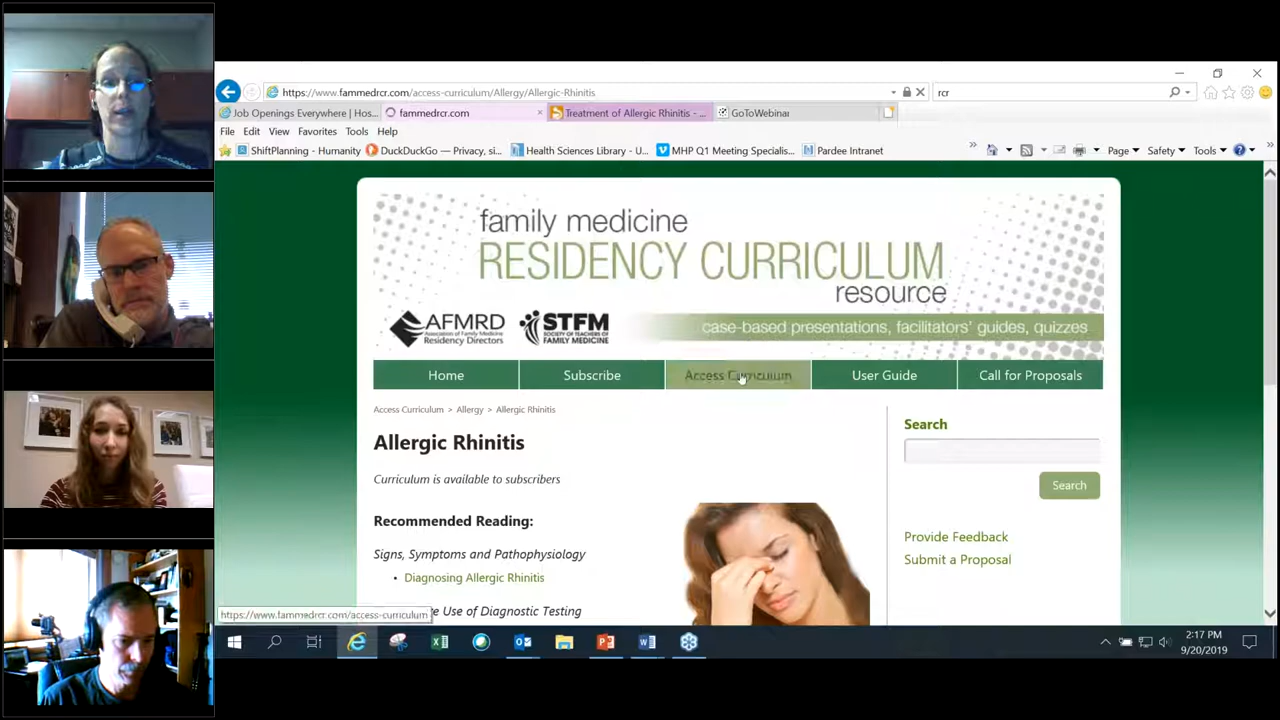 https://www.fammedrcr.com/access-curriculum/Allergy/Allergic-Rhinitis
rcr
Job Openings Everywhere | Hos...
fammedrcr.com
Treatment of Allergic Rhinitis - ...
GoToWebinar
File Edit View Favorites Tools Help
ShiftPlanning - Humanity
DuckDuckGo — Privacy, si...
Health Sciences Library - U...
MHP Q1 Meeting Specialis...
Pardee Intranet
Page Safety Tools
family medicine
RESIDENCY CURRICULUM
resource
AFMRD
Association of Family Medicine
Residency Directors
STFM
SOCIETY OF TEACHERS
OF FAMILY MEDICINE
case-based presentations, facilitators' guides, quizzes
Home
Subscribe
Access Curriculum
User Guide
Call for Proposals
Access Curriculum > Allergy > Allergic Rhinitis
Allergic Rhinitis
Curriculum is available to subscribers
Recommended Reading:
Signs, Symptoms and Pathophysiology
• Diagnosing Allergic Rhinitis
Use of Diagnostic Testing
Search
Search
Provide Feedback
Submit a Proposal
https://www.fammedrcr.com/access-curriculum
2:17 PM
9/20/2019